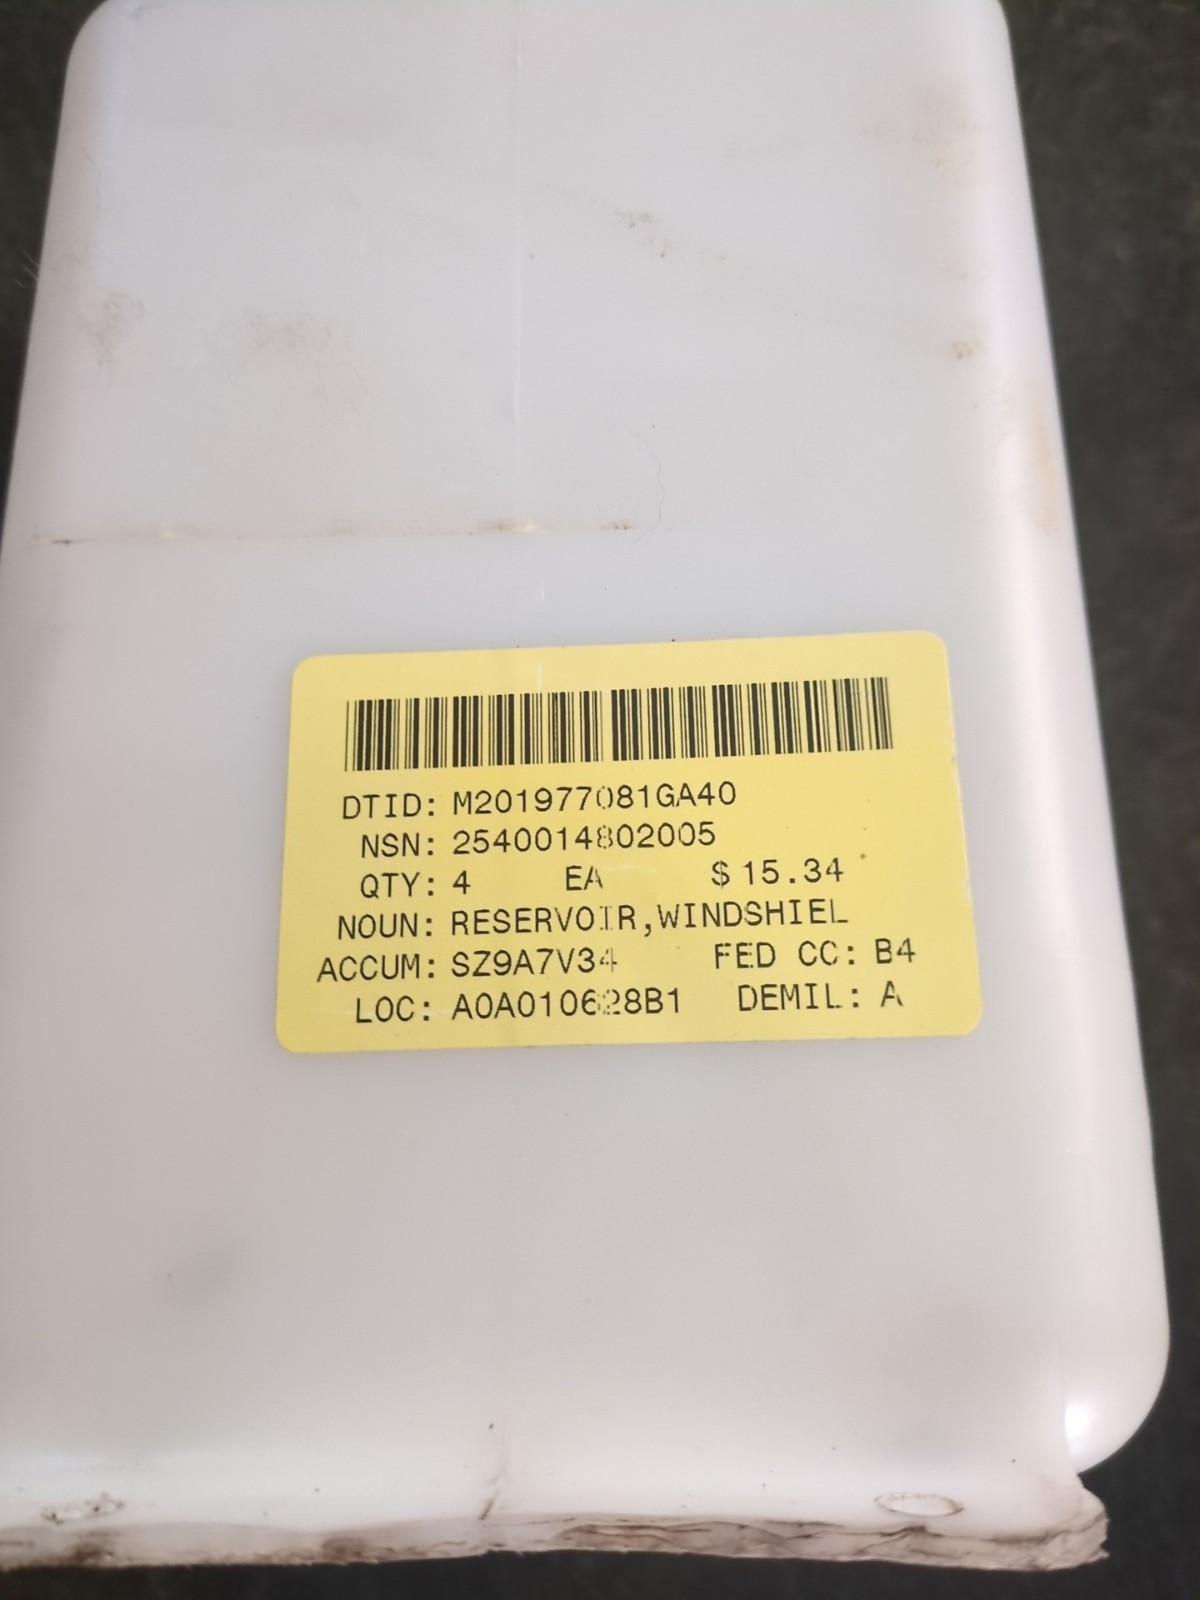 DTID: M201977081GA40
NSN: 2540014802005
QTY: 4 EA $ 15.34
NOUN: RESERVOIR,WINDSHIEL
ACCUM: SZ9A7V34 FED CC: B4
LOC: A0A010628B1 DEMIL: A